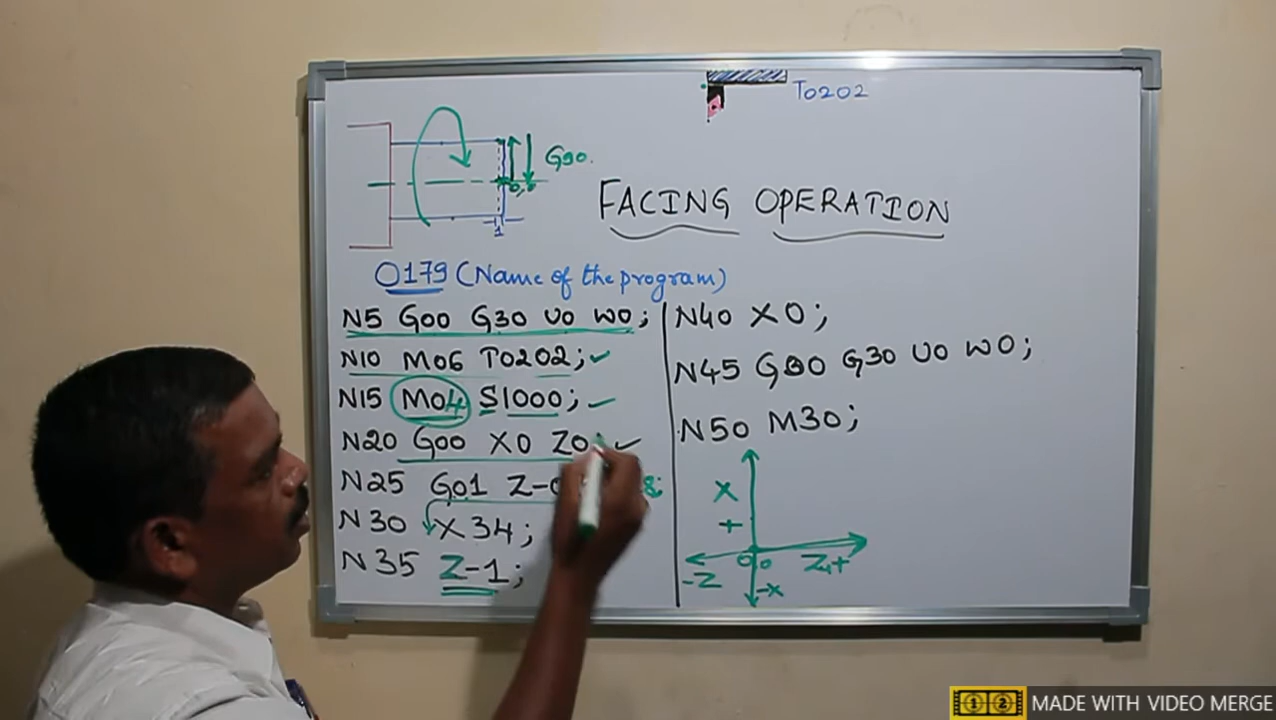 T0202
G90.
0,0
1
FACING OPERATION
O179 (Name of the program)
N5 G00 G30 U0 W0;
N10 M06 T0202;
N15 M04 S1000;
N20 G00 X0 Z0
N25 G01
N30 X34;
N35 Z-1;
N40 X0;
N45 G00 G30 U0 W0;
N50 M30;
X
+
-Z 0,0 Z,+
-X
MADE WITH VIDEO MERGE